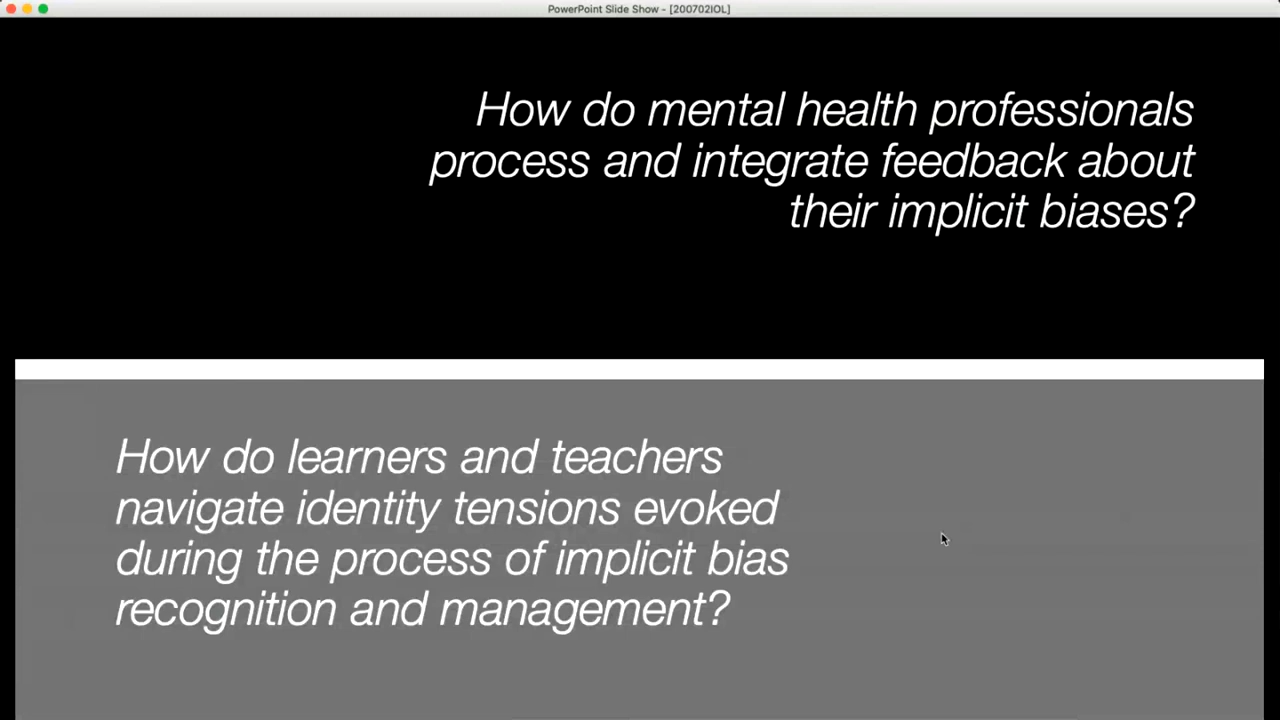 PowerPoint Slide Show - [200702IOL]
How do mental health professionals
process and integrate feedback about
their implicit biases?
How do learners and teachers
navigate identity tensions evoked
during the process of implicit bias
recognition and management?